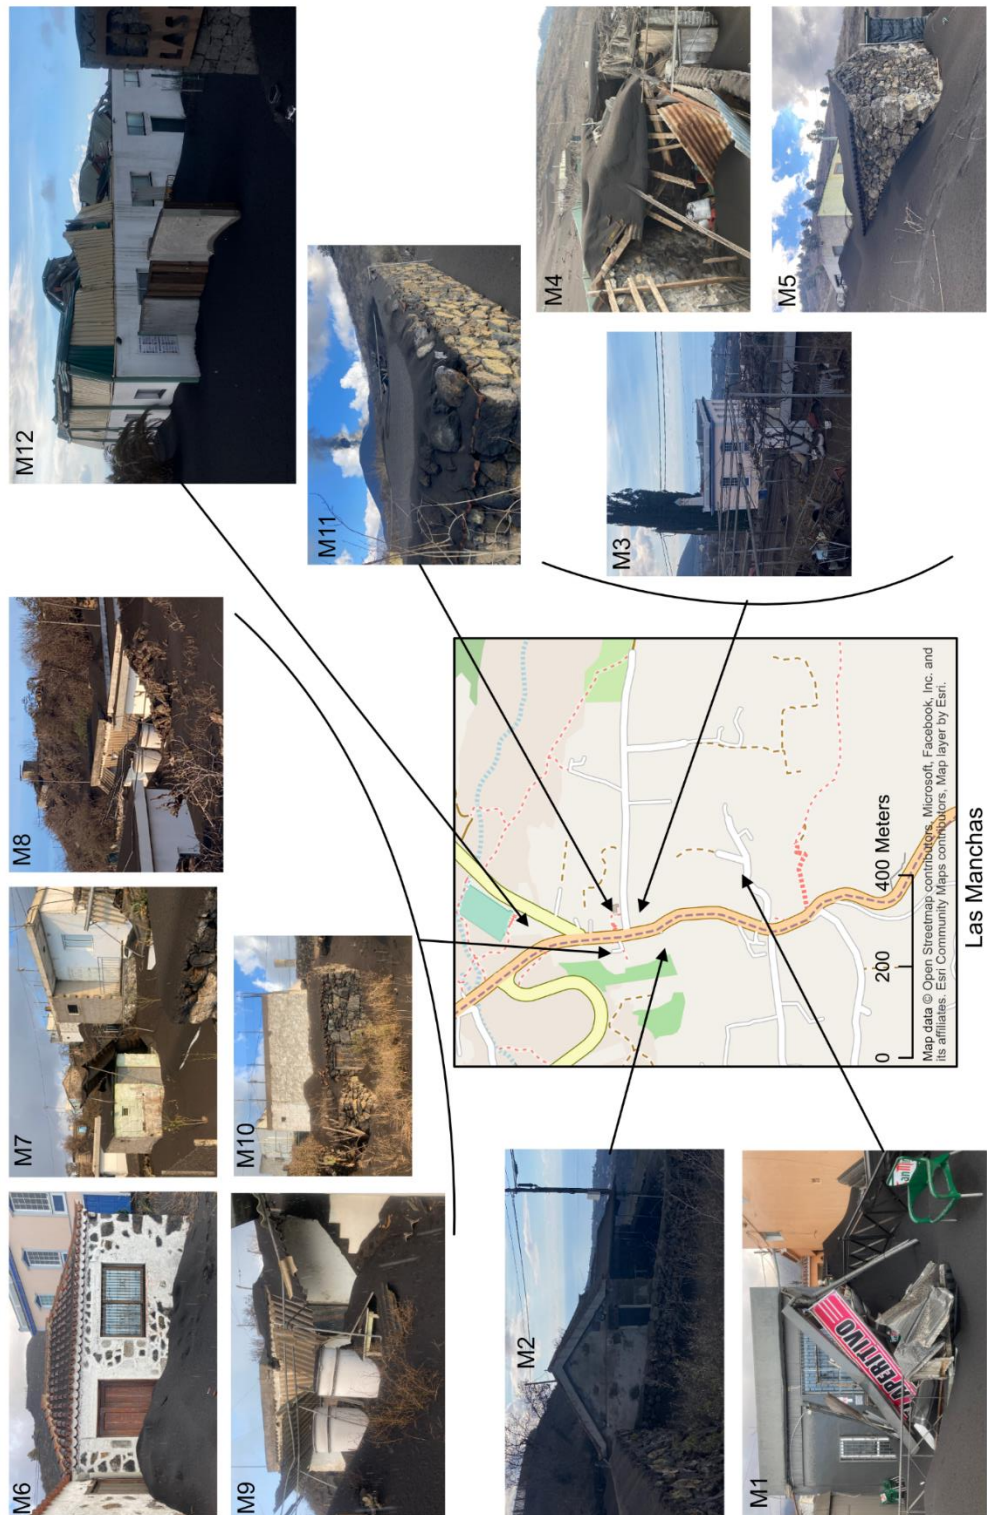 M6
M7
M8
M12
M9
M10
M11
M2
M4
M3
M1
APERITIVO
M5
0 200 400 Meters
Map data © Open Streetmap contributors, Microsoft, Facebook, Inc. and
its affiliates. Esri Community Maps contributors, Map layer by Esri.
Las Manchas